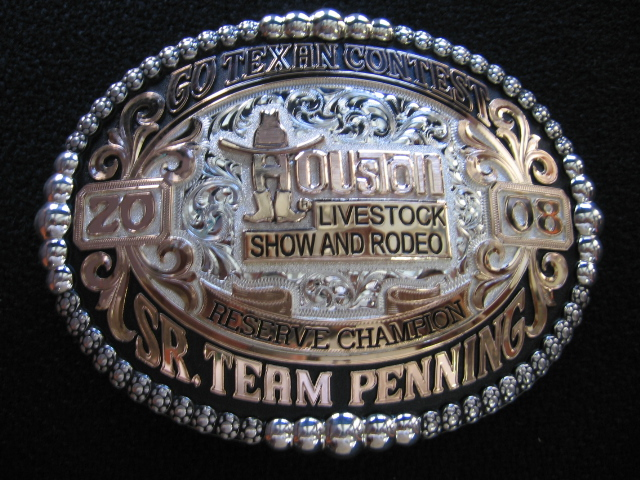 GO TEXAN CONTEST
20 08
HOUSTON
LIVESTOCK
SHOW AND RODEO
RESERVE CHAMPION
SR. TEAM PENNING